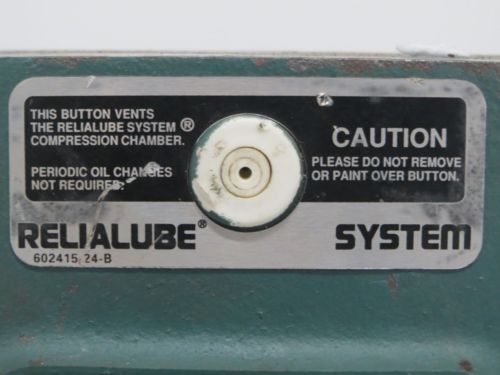 THIS BUTTON VENTS
THE RELIALUBE SYSTEM ®
COMPRESSION CHAMBER.
PERIODIC OIL CHANGES
NOT REQUIRED.
CAUTION
PLEASE DO NOT REMOVE
OR PAINT OVER BUTTON.
RELIALUBE® SYSTEM
602415 24-B